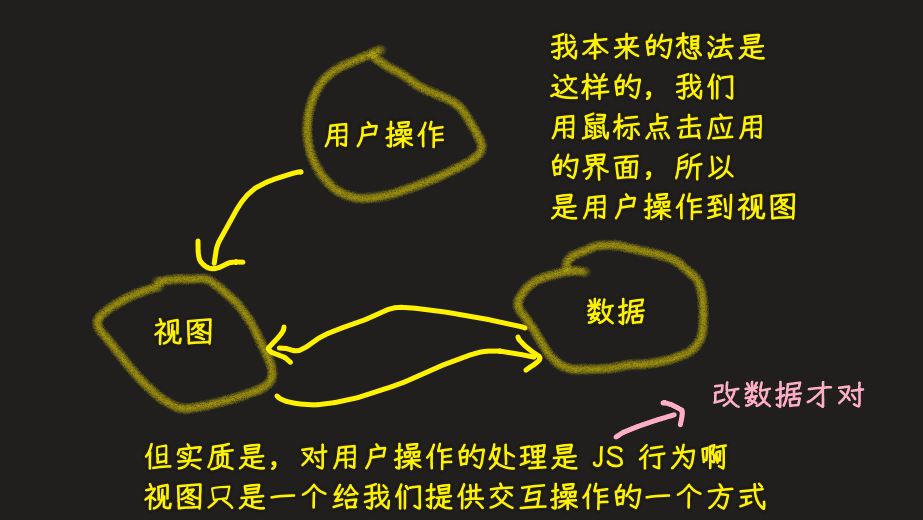 我本来的想法是
这样的，我们
用鼠标点击应用
的界面，所以
是用户操作到视图
用户操作
视图
数据
改数据才对
但实质是，对用户操作的处理是 JS 行为啊
视图只是一个给我们提供交互操作的一个方式